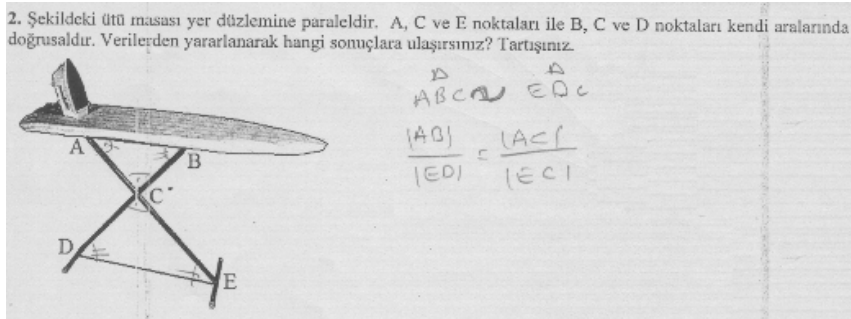 2. Şekildeki ütü masası yer düzlemine paraleldir. A, C ve E noktaları ile B, C ve D noktaları kendi aralarında
doğrusaldır. Verilerden yararlanarak hangi sonuçlara ulaşırsınız? Tartışınız.
ABC ~ EDC
|AB| / |ED| = |AC| / |EC|
A
B
C
D
E